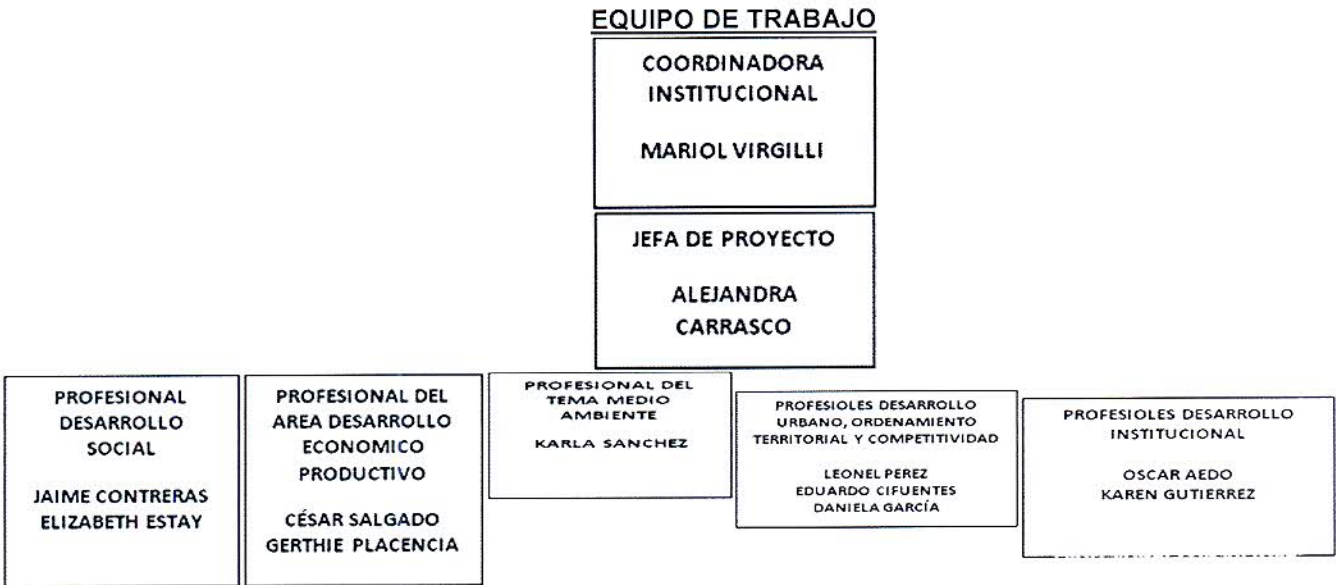 EQUIPO DE TRABAJO
COORDINADORA
INSTITUCIONAL
MARIOL VIRGILLI
JEFA DE PROYECTO
ALEJANDRA
CARRASCO
PROFESIONAL
DESARROLLO
SOCIAL
JAIME CONTRERAS
ELIZABETH ESTAY
PROFESIONAL DEL
AREA DESARROLLO
ECONOMICO
PRODUCTIVO
CÉSAR SALGADO
GERTHIE PLACENCIA
PROFESIONAL DEL
TEMA MEDIO
AMBIENTE
KARLA SANCHEZ
PROFESIOLES DESARROLLO
URBANO, ORDENAMIENTO
TERRITORIAL Y COMPETITIVIDAD
LEONEL PEREZ
EDUARDO CIFUENTES
DANIELA GARCÍA
PROFESIOLES DESARROLLO
INSTITUCIONAL
OSCAR AEDO
KAREN GUTIERREZ